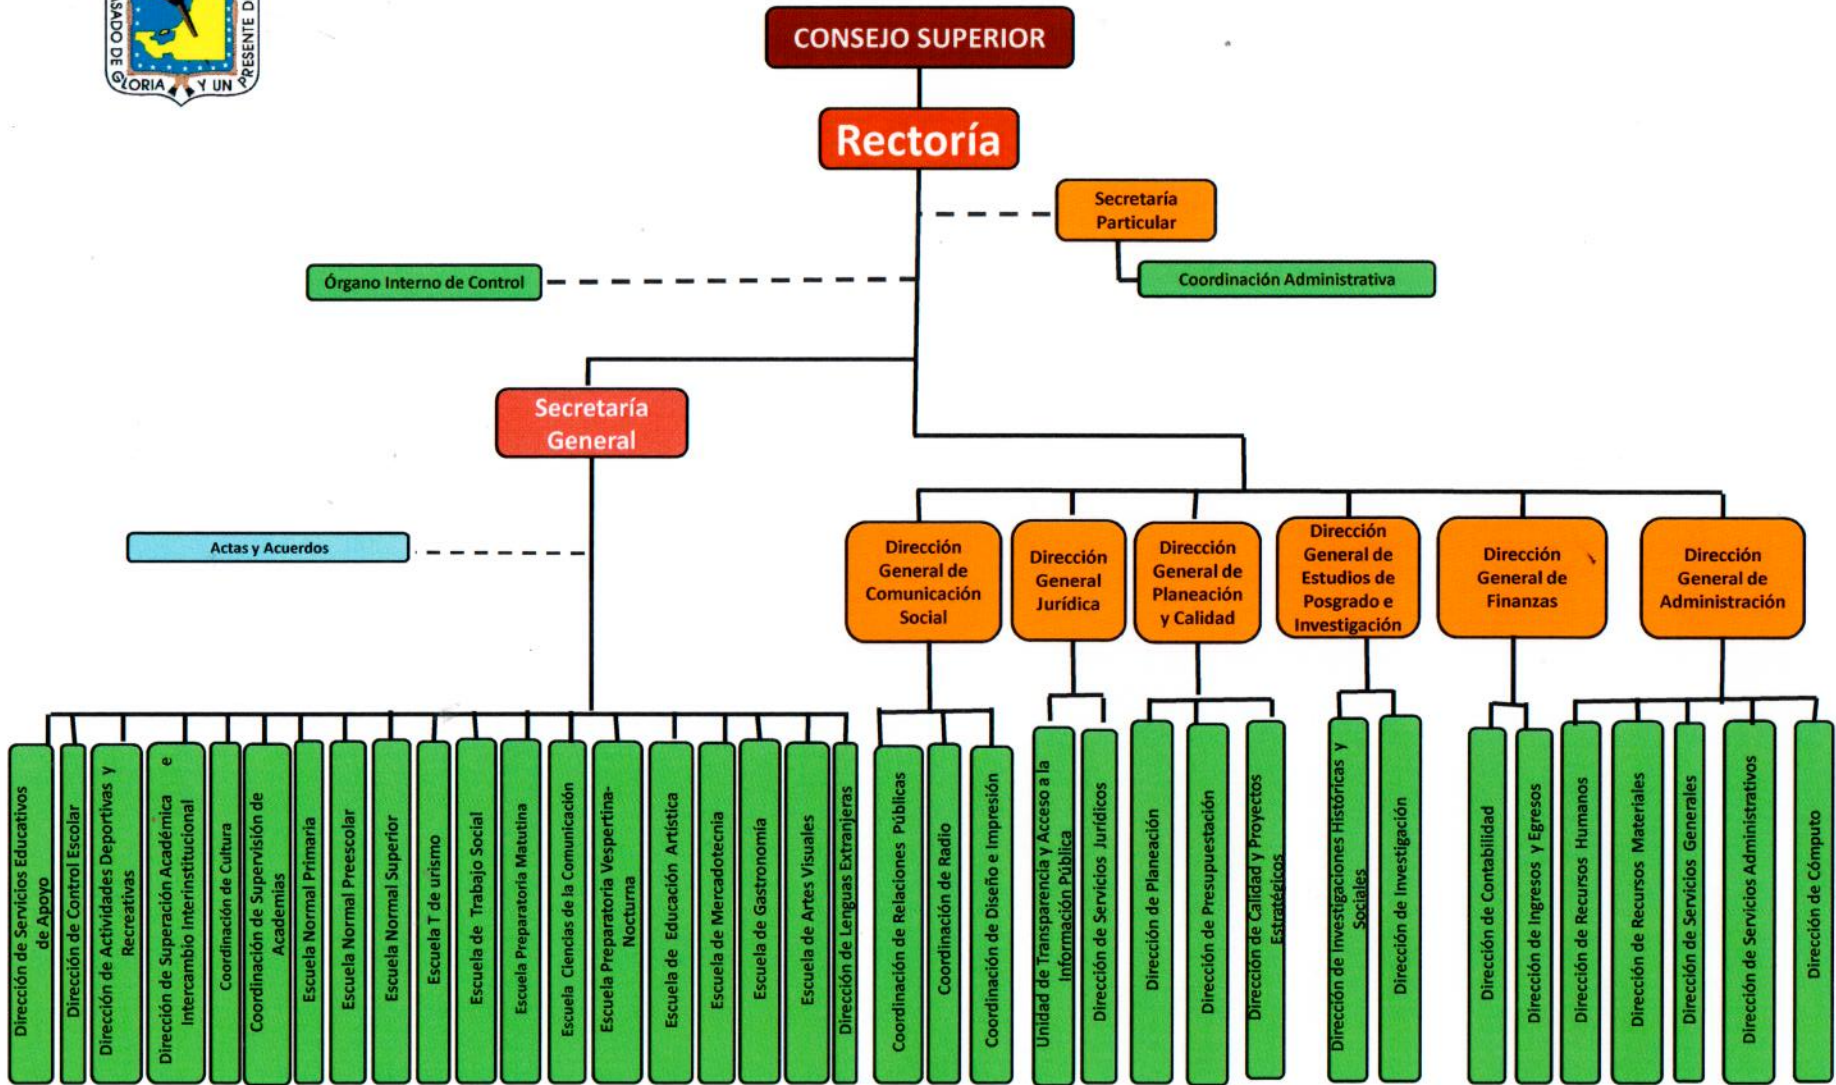 SADO DE
GLORIA Y UN
PRESENTE D
CONSEJO SUPERIOR
Rectoría
Secretaría
Particular
Órgano Interno de Control
Coordinación Administrativa
Secretaría
General
Actas y Acuerdos
Dirección
General de
Comunicación
Social
Dirección
General
Jurídica
Dirección
General de
Planeación
y Calidad
Dirección
General de
Estudios de
Posgrado e
Investigación
Dirección
General de
Finanzas
Dirección
General de
Administración
Dirección de Servicios Educativos
de Apoyo
Dirección de Control Escolar
Dirección de Actividades Deportivas y
Recreativas
Dirección de Superación Académica e
Intercambio Interinstitucional
Coordinación de Cultura
Coordinación de Supervisión de
Academias
Escuela Normal Primaria
Escuela Normal Preescolar
Escuela Normal Superior
Escuela T de urismo
Escuela de Trabajo Social
Escuela Preparatoria Matutina
Escuela Ciencias de la Comunicación
Escuela Preparatoria Vespertina-
Nocturna
Escuela de Educación Artística
Escuela de Mercadotecnia
Escuela de Gastronomía
Escuela de Artes Visuales
Dirección de Lenguas Extranjeras
Coordinación de Relaciones Públicas
Coordinación de Radio
Coordinación de Diseño e Impresión
Unidad de Transparencia y Acceso a la
Información Pública
Dirección de Servicios Jurídicos
Dirección de Planeación
Dirección de Presupuestación
Dirección de Calidad y Proyectos
Estratégicos
Dirección de Investigaciones Históricas y
Sociales
Dirección de Investigación
Dirección de Contabilidad
Dirección de Ingresos y Egresos
Dirección de Recursos Humanos
Dirección de Recursos Materiales
Dirección de Servicios Generales
Dirección de Servicios Administrativos
Dirección de Cómputo